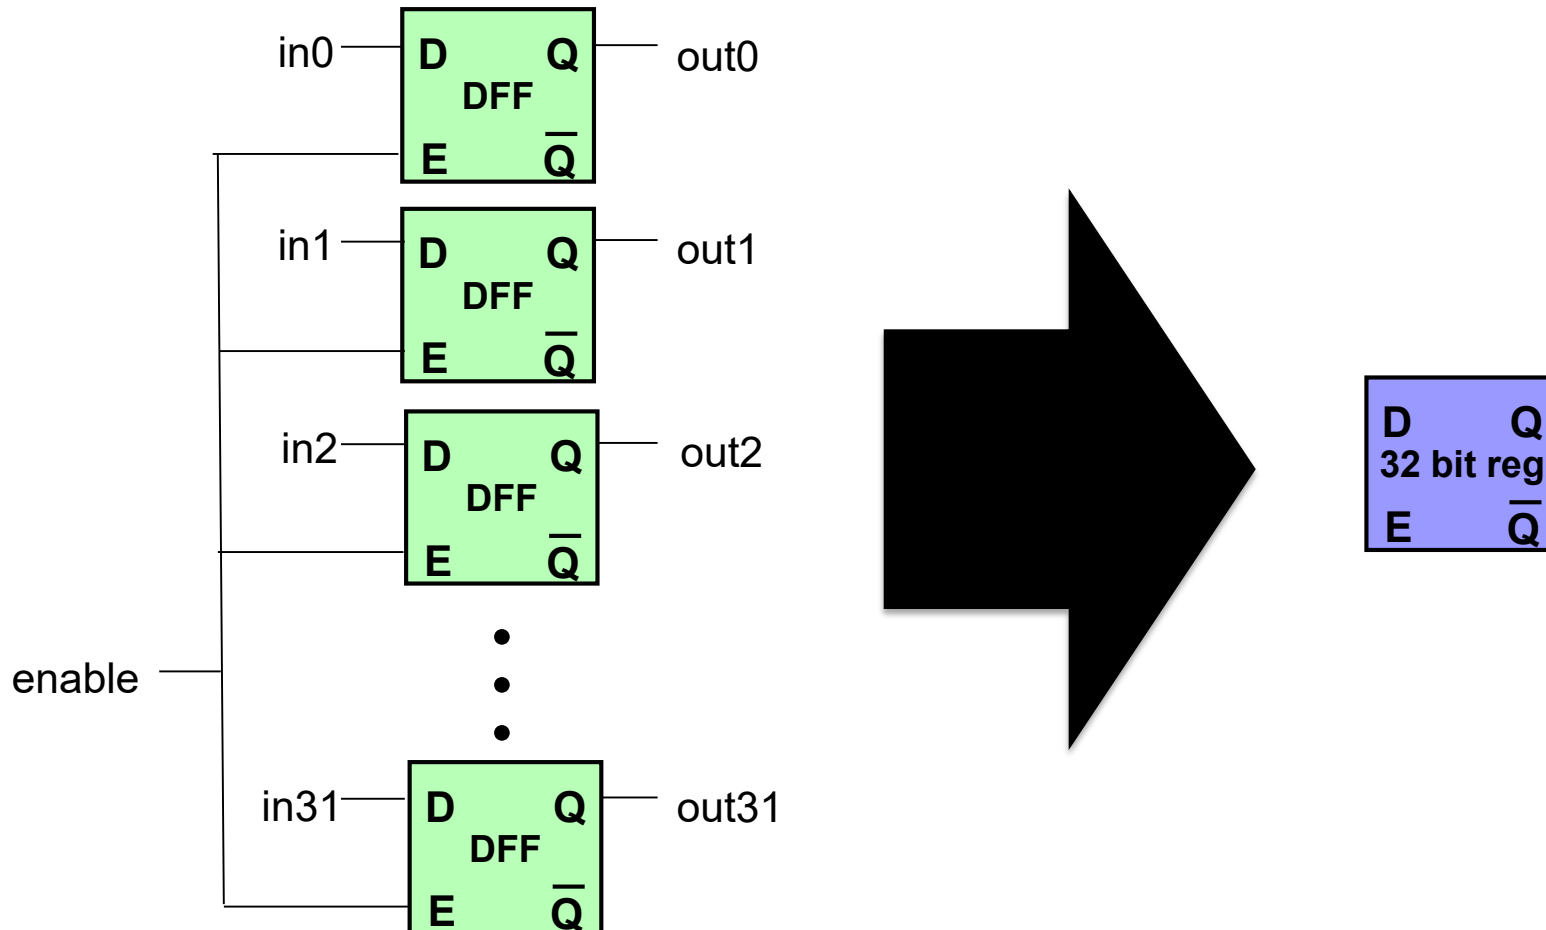 in0 D Q out0
DFF
E Q̅
in1 D Q out1
DFF
E Q̅
in2 D Q out2
DFF
E Q̅
enable
in31 D Q out31
DFF
E Q̅
D Q
32 bit reg
E Q̅